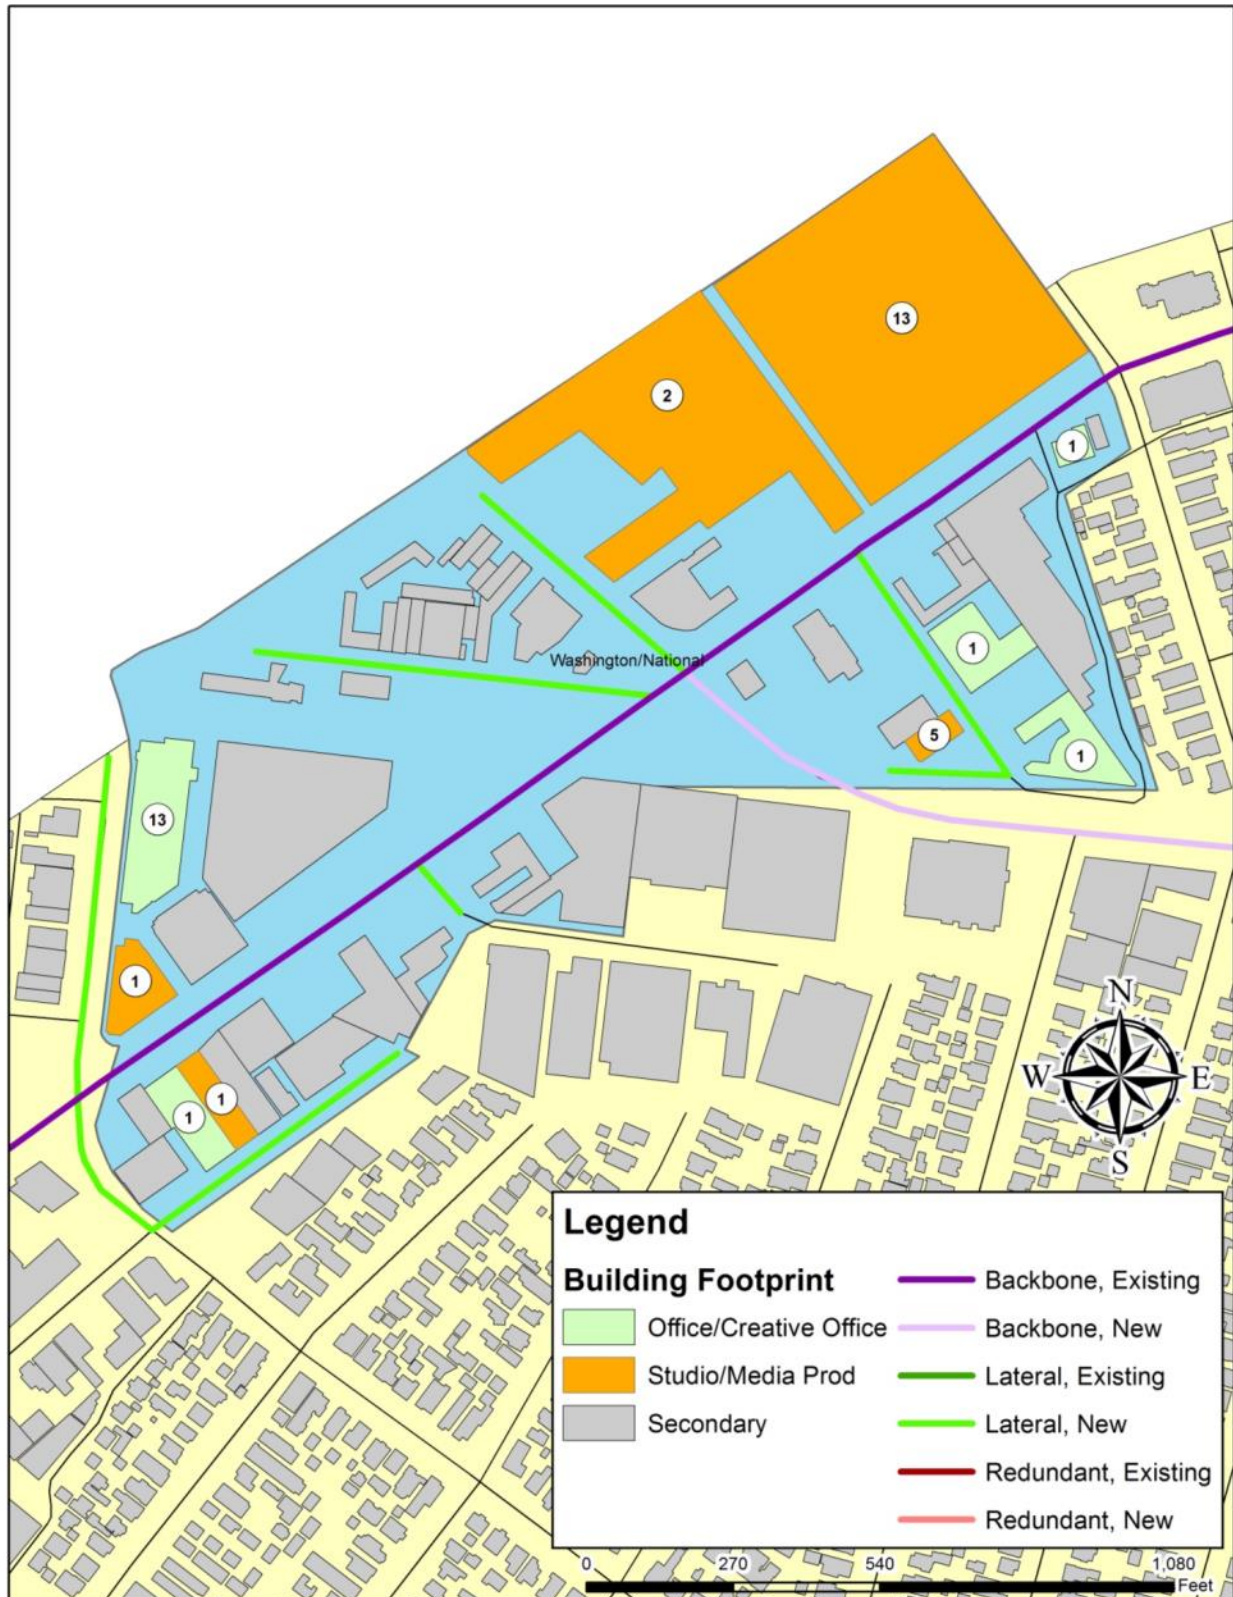 13
2
1
1
Washington/National
5
1
13
1
1
1
N
W E
S
Legend
Building Footprint
Office/Creative Office
Studio/Media Prod
Secondary
Backbone, Existing
Backbone, New
Lateral, Existing
Lateral, New
Redundant, Existing
Redundant, New
0 270 540 1,080
Feet